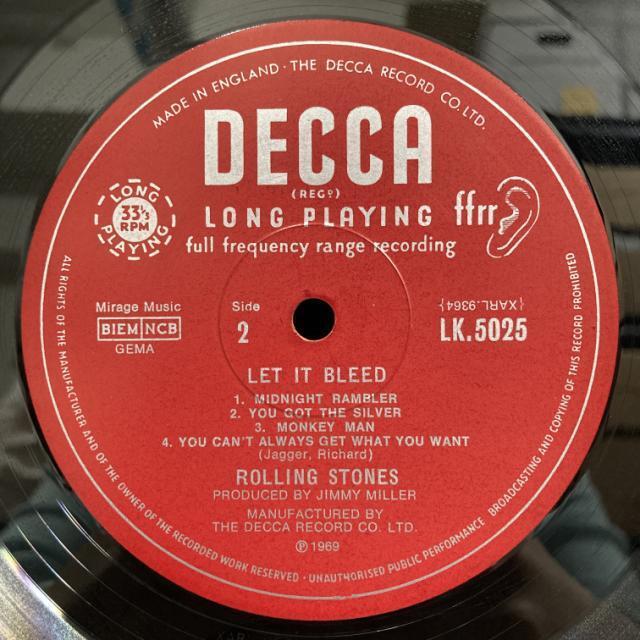 MADE IN ENGLAND · THE DECCA RECORD CO. LTD.
DECCA
(REGD)
LONG PLAYING
ffrr
full frequency range recording
LONG
33⅓
RPM
PLAYING
Mirage Music
BIEM NCB
GEMA
Side
2
{XARL.9364}
LK.5025
LET IT BLEED
1. MIDNIGHT RAMBLER
2. YOU GOT THE SILVER
3. MONKEY MAN
4. YOU CAN'T ALWAYS GET WHAT YOU WANT
(Jagger, Richard)
ROLLING STONES
PRODUCED BY JIMMY MILLER
MANUFACTURED BY
THE DECCA RECORD CO. LTD.
℗ 1969
ALL RIGHTS OF THE MANUFACTURER AND OF THE OWNER OF THE RECORDED WORK RESERVED · UNAUTHORISED PUBLIC PERFORMANCE BROADCASTING AND COPYING OF THIS RECORD PROHIBITED